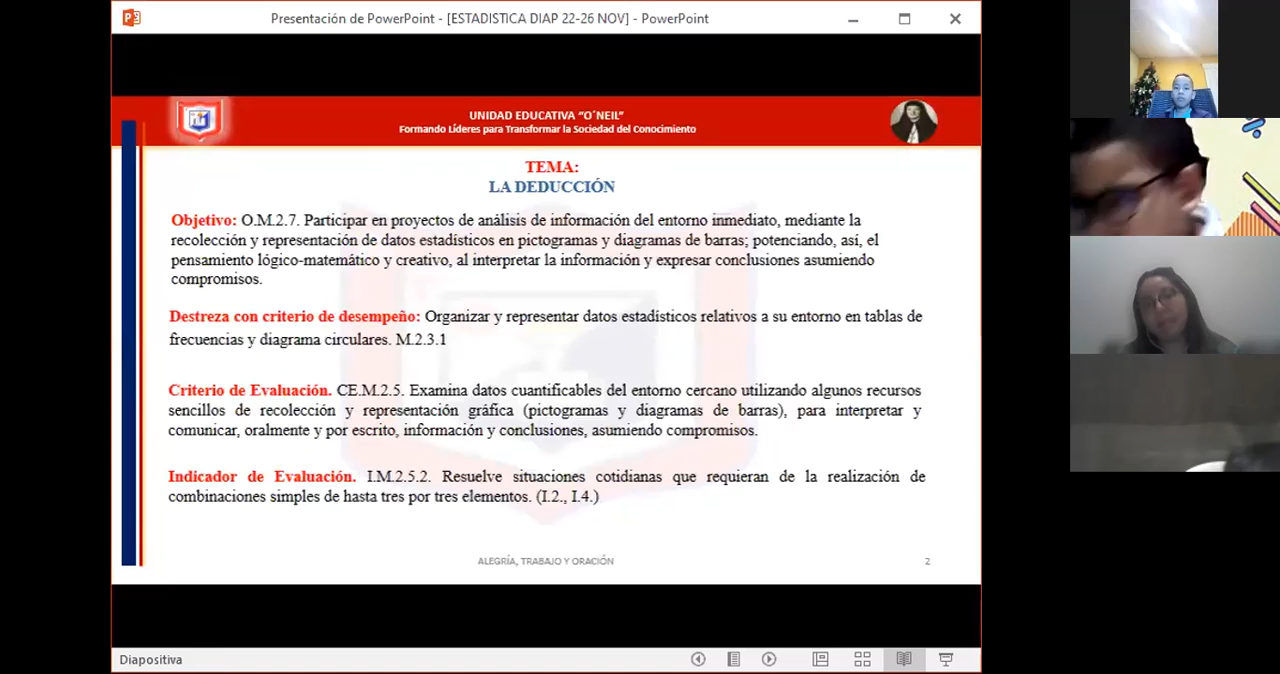 Presentación de PowerPoint - [ESTADISTICA DIAP 22-26 NOV] - PowerPoint
UNIDAD EDUCATIVA “O´NEIL”
Formando Líderes para Transformar la Sociedad del Conocimiento
TEMA:
LA DEDUCCIÓN
Objetivo: O.M.2.7. Participar en proyectos de análisis de información del entorno inmediato, mediante la
recolección y representación de datos estadísticos en pictogramas y diagramas de barras; potenciando, así, el
pensamiento lógico-matemático y creativo, al interpretar la información y expresar conclusiones asumiendo
compromisos.
Destreza con criterio de desempeño: Organizar y representar datos estadísticos relativos a su entorno en tablas de
frecuencias y diagrama circulares. M.2.3.1
Criterio de Evaluación. CE.M.2.5. Examina datos cuantificables del entorno cercano utilizando algunos recursos
sencillos de recolección y representación gráfica (pictogramas y diagramas de barras), para interpretar y
comunicar, oralmente y por escrito, información y conclusiones, asumiendo compromisos.
Indicador de Evaluación. I.M.2.5.2. Resuelve situaciones cotidianas que requieran de la realización de
combinaciones simples de hasta tres por tres elementos. (I.2., I.4.)
ALEGRÍA, TRABAJO Y ORACIÓN
2
Diapositiva